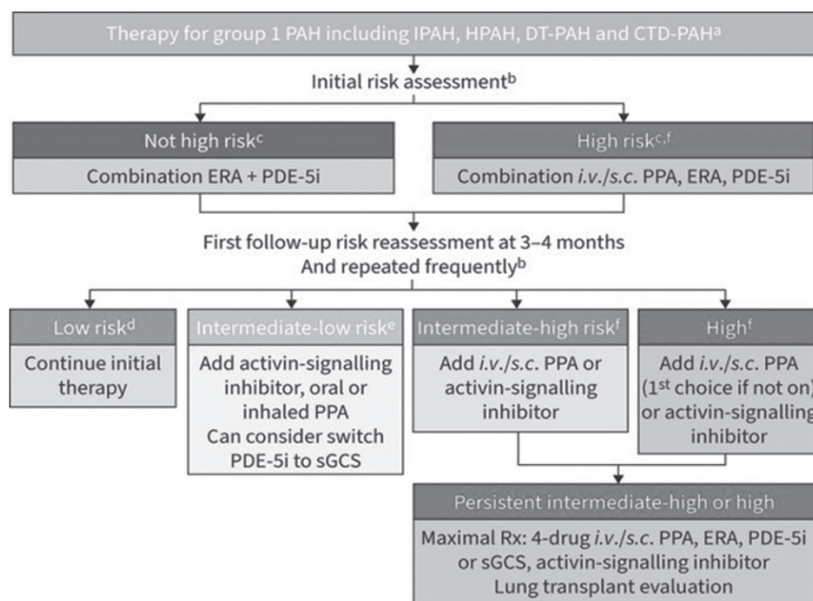 Therapy for group 1 PAH including IPAH, HPAH, DT-PAH and CTD-PAHᵃ
Initial risk assessmentᵇ
Not high riskᶜ
Combination ERA + PDE-5i
High riskᶜ,ᶠ
Combination i.v./s.c. PPA, ERA, PDE-5i
First follow-up risk reassessment at 3–4 months
And repeated frequentlyᵇ
Low riskᵈ
Continue initial
therapy
Intermediate-low riskᵉ
Add activin-signalling
inhibitor, oral or
inhaled PPA
Can consider switch
PDE-5i to sGCS
Intermediate-high riskᶠ
Add i.v./s.c. PPA or
activin-signalling
inhibitor
Highᶠ
Add i.v./s.c. PPA
(1ˢᵗ choice if not on)
or activin-signalling
inhibitor
Persistent intermediate-high or high
Maximal Rx: 4-drug i.v./s.c. PPA, ERA, PDE-5i
or sGCS, activin-signalling inhibitor
Lung transplant evaluation